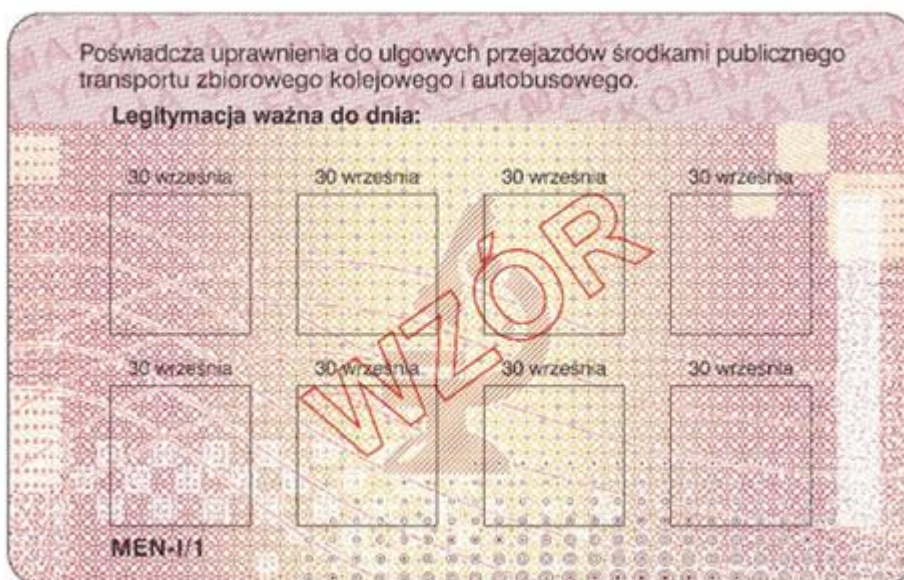 Poświadcza uprawnienia do ulgowych przejazdów środkami publicznego
transportu zbiorowego kolejowego i autobusowego.
Legitymacja ważna do dnia:
30 września 30 września 30 września 30 września
WZÓR
30 września 30 września 30 września 30 września
MEN-I/1